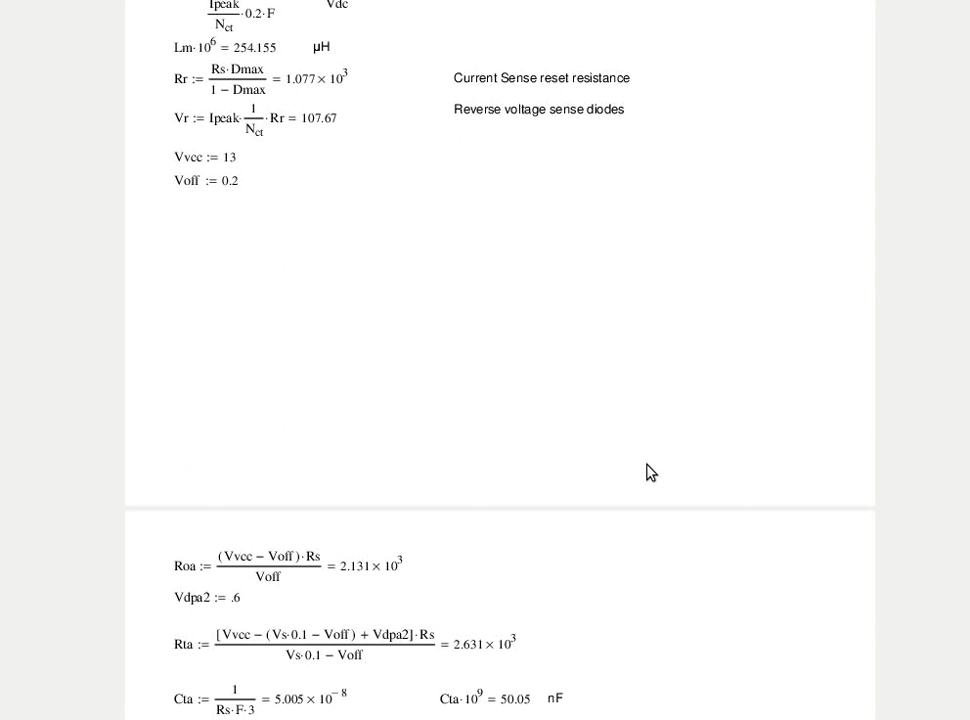 Ipeak/N_ct · 0.2 · F    Vdc
Lm·10^6 = 254.155    μH
Rr := Rs·Dmax/(1 − Dmax) = 1.077 × 10^3    Current Sense reset resistance
Vr := Ipeak·1/N_ct·Rr = 107.67    Reverse voltage sense diodes
Vvcc := 13
Voff := 0.2
Roa := (Vvcc − Voff)·Rs/Voff = 2.131 × 10^3
Vdpa2 := .6
Rta := [Vvcc − (Vs·0.1 − Voff) + Vdpa2]·Rs/(Vs·0.1 − Voff) = 2.631 × 10^3
Cta := 1/(Rs·F·3) = 5.005 × 10^−8    Cta·10^9 = 50.05    nF